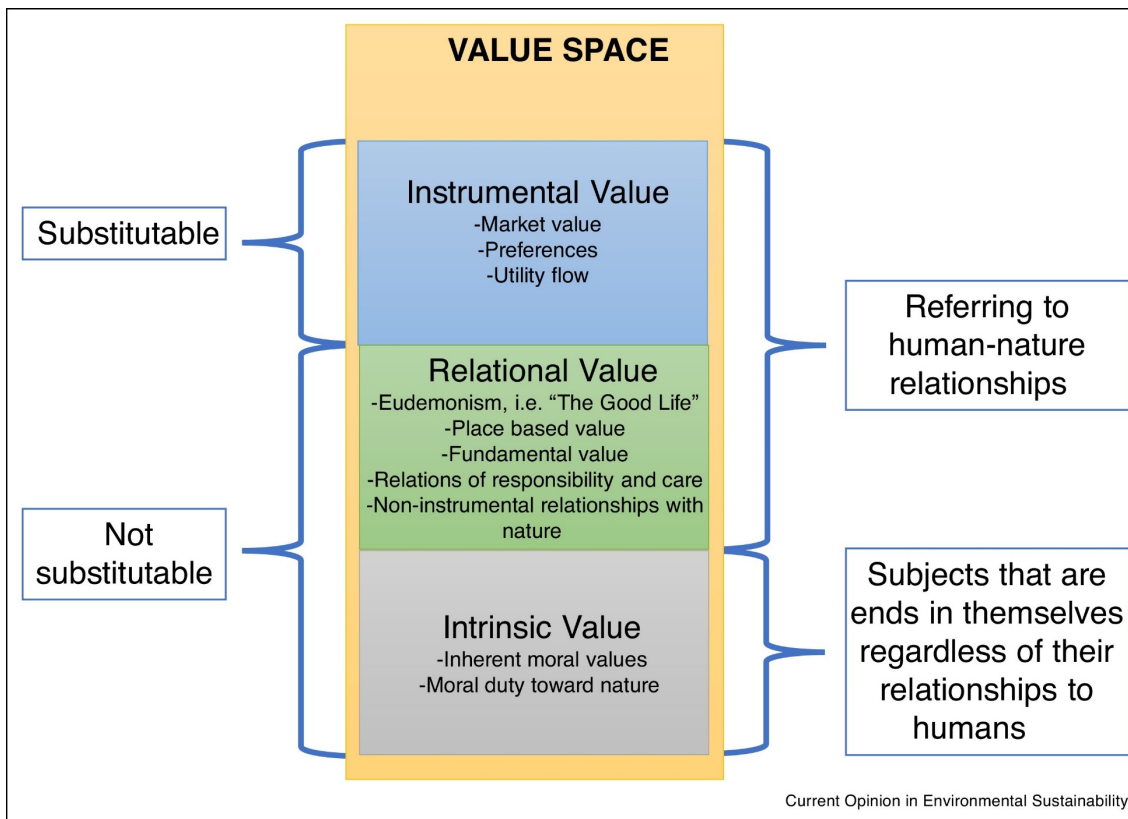 VALUE SPACE
Substitutable
Not
substitutable
Instrumental Value
-Market value
-Preferences
-Utility flow
Relational Value
-Eudemonism, i.e. “The Good Life”
-Place based value
-Fundamental value
-Relations of responsibility and care
-Non-instrumental relationships with
nature
Intrinsic Value
-Inherent moral values
-Moral duty toward nature
Referring to
human-nature
relationships
Subjects that are
ends in themselves
regardless of their
relationships to
humans
Current Opinion in Environmental Sustainability